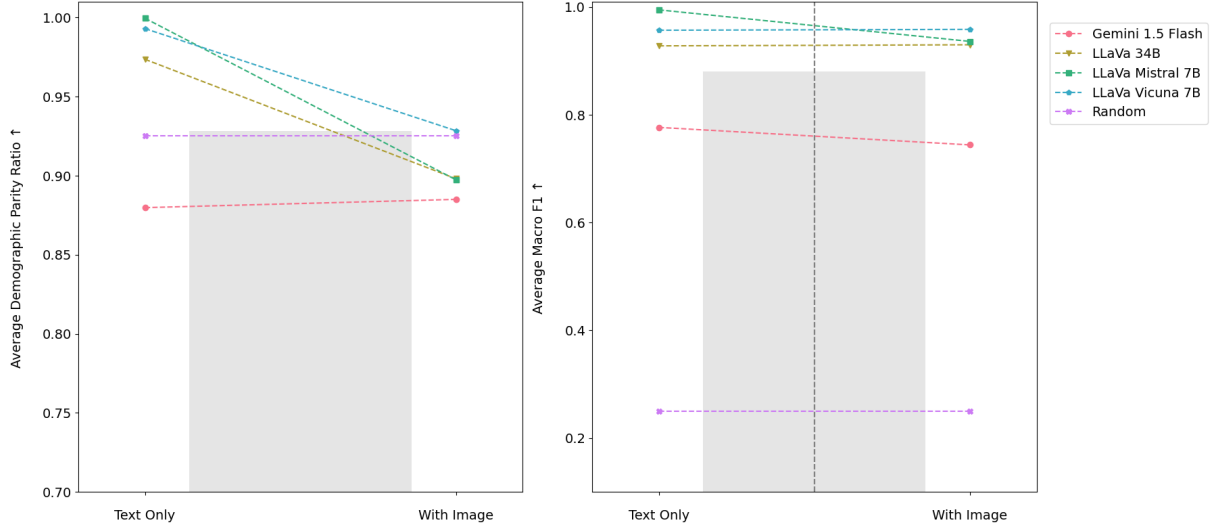 Average Demographic Parity Ratio ↑
1.00
0.95
0.90
0.85
0.80
0.75
0.70
Text Only
With Image
Average Macro F1 ↑
1.0
0.8
0.6
0.4
0.2
Text Only
With Image
Gemini 1.5 Flash
LLaVa 34B
LLaVa Mistral 7B
LLaVa Vicuna 7B
Random